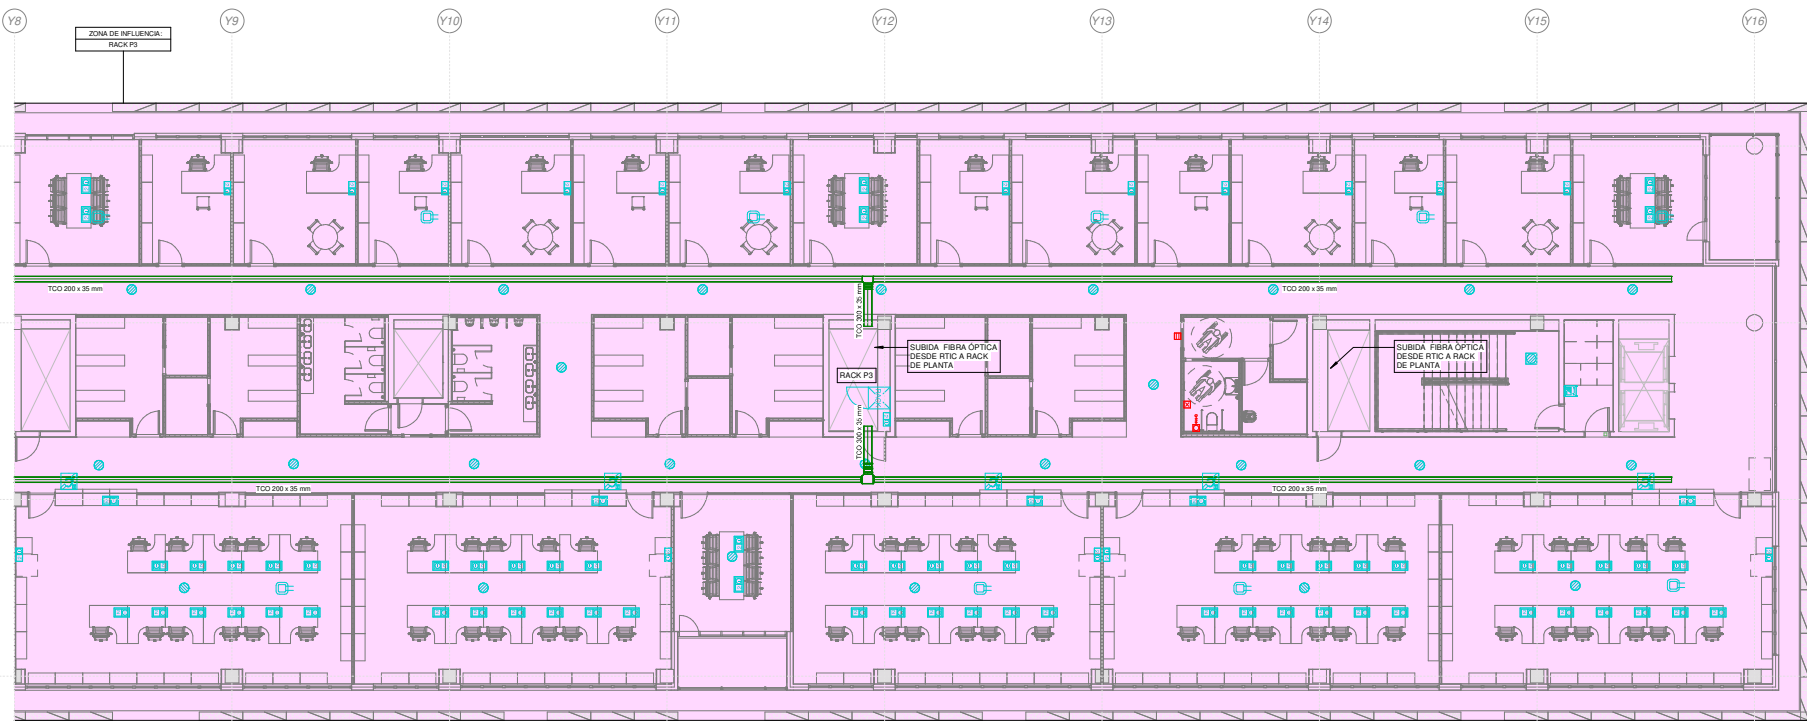 Y8
Y9
Y10
Y11
Y12
Y13
Y14
Y15
Y16
ZONA DE INFLUENCIA:
RACK P3
TCO 200 x 35 mm
TCO 300 x 35 mm
TCO 200 x 35 mm
SUBIDA FIBRA ÓPTICA
DESDE RTIC A RACK
DE PLANTA
SUBIDA FIBRA ÓPTICA
DESDE RTIC A RACK
DE PLANTA
RACK P3
TCO 300 x 35 mm
TCO 200 x 35 mm
TCO 200 x 35 mm